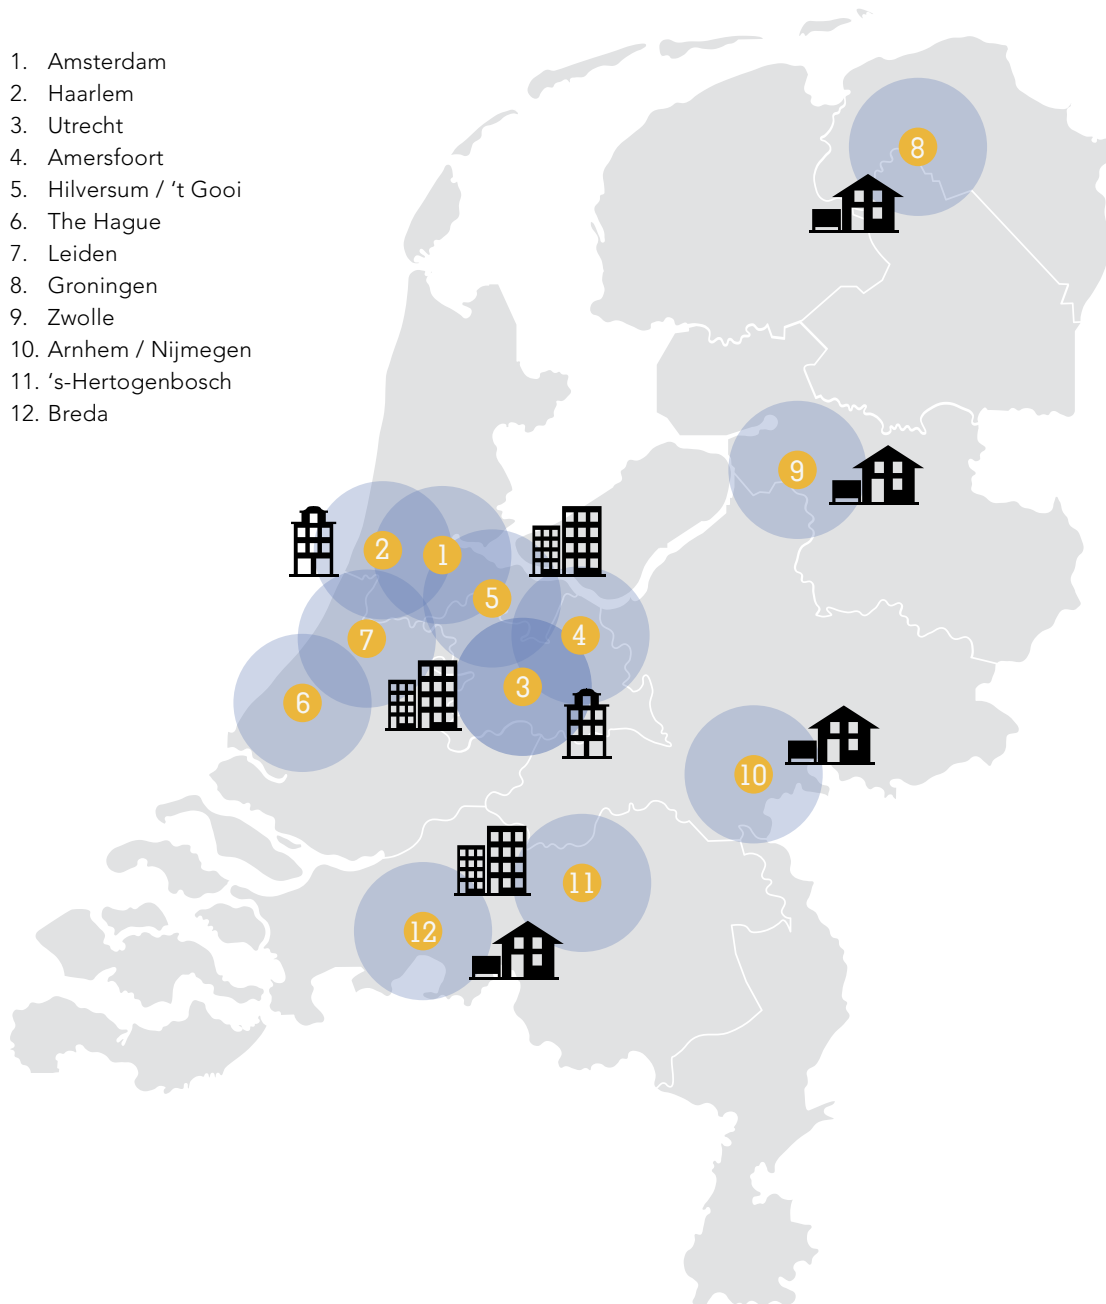 1. Amsterdam
2. Haarlem
3. Utrecht
4. Amersfoort
5. Hilversum / ‘t Gooi
6. The Hague
7. Leiden
8. Groningen
9. Zwolle
10. Arnhem / Nijmegen
11. ‘s-Hertogenbosch
12. Breda
8
9
2
1
5
4
7
3
6
10
11
12